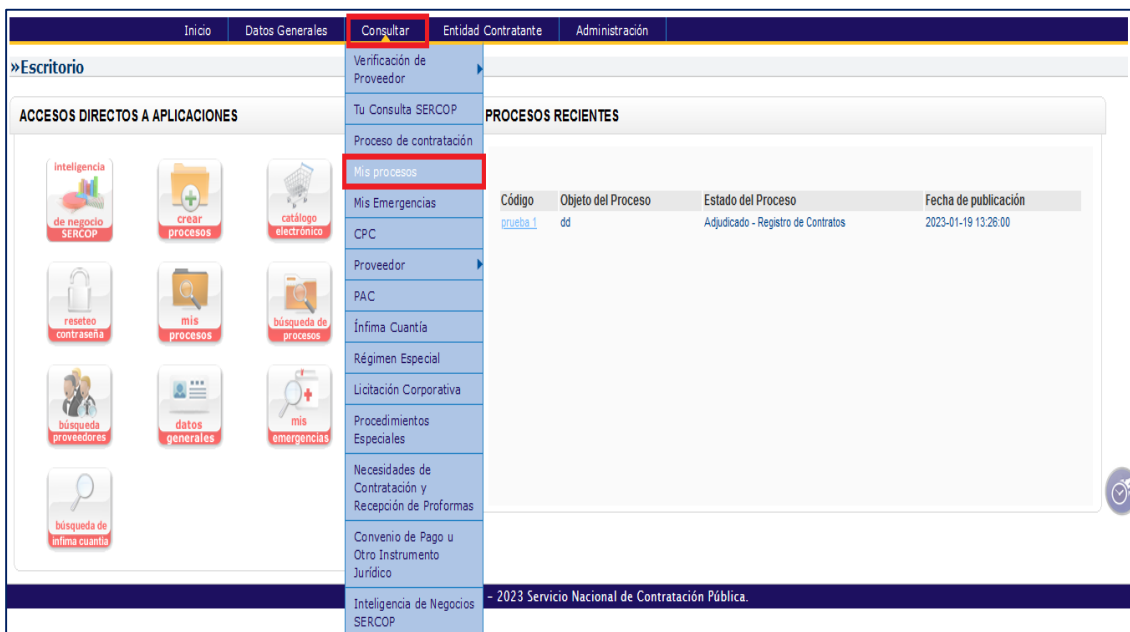 Inicio
Datos Generales
Consultar
Entidad Contratante
Administración
»Escritorio
ACCESOS DIRECTOS A APLICACIONES
inteligencia
de negocio
SERCOP
crear
procesos
catálogo
electrónico
reseteo
contraseña
mis
procesos
búsqueda de
procesos
búsqueda
proveedores
datos
generales
mis
emergencias
búsqueda de
ínfima cuantía
Verificación de
Proveedor
Tu Consulta SERCOP
Proceso de contratación
Mis procesos
Mis Emergencias
CPC
Proveedor
PAC
Ínfima Cuantía
Régimen Especial
Licitación Corporativa
Procedimientos
Especiales
Necesidades de
Contratación y
Recepción de Proformas
Convenio de Pago u
Otro Instrumento
Jurídico
Inteligencia de Negocios
SERCOP
PROCESOS RECIENTES
Código Objeto del Proceso Estado del Proceso Fecha de publicación
prueba 1 dd Adjudicado - Registro de Contratos 2023-01-19 13:26:00
– 2023 Servicio Nacional de Contratación Pública.